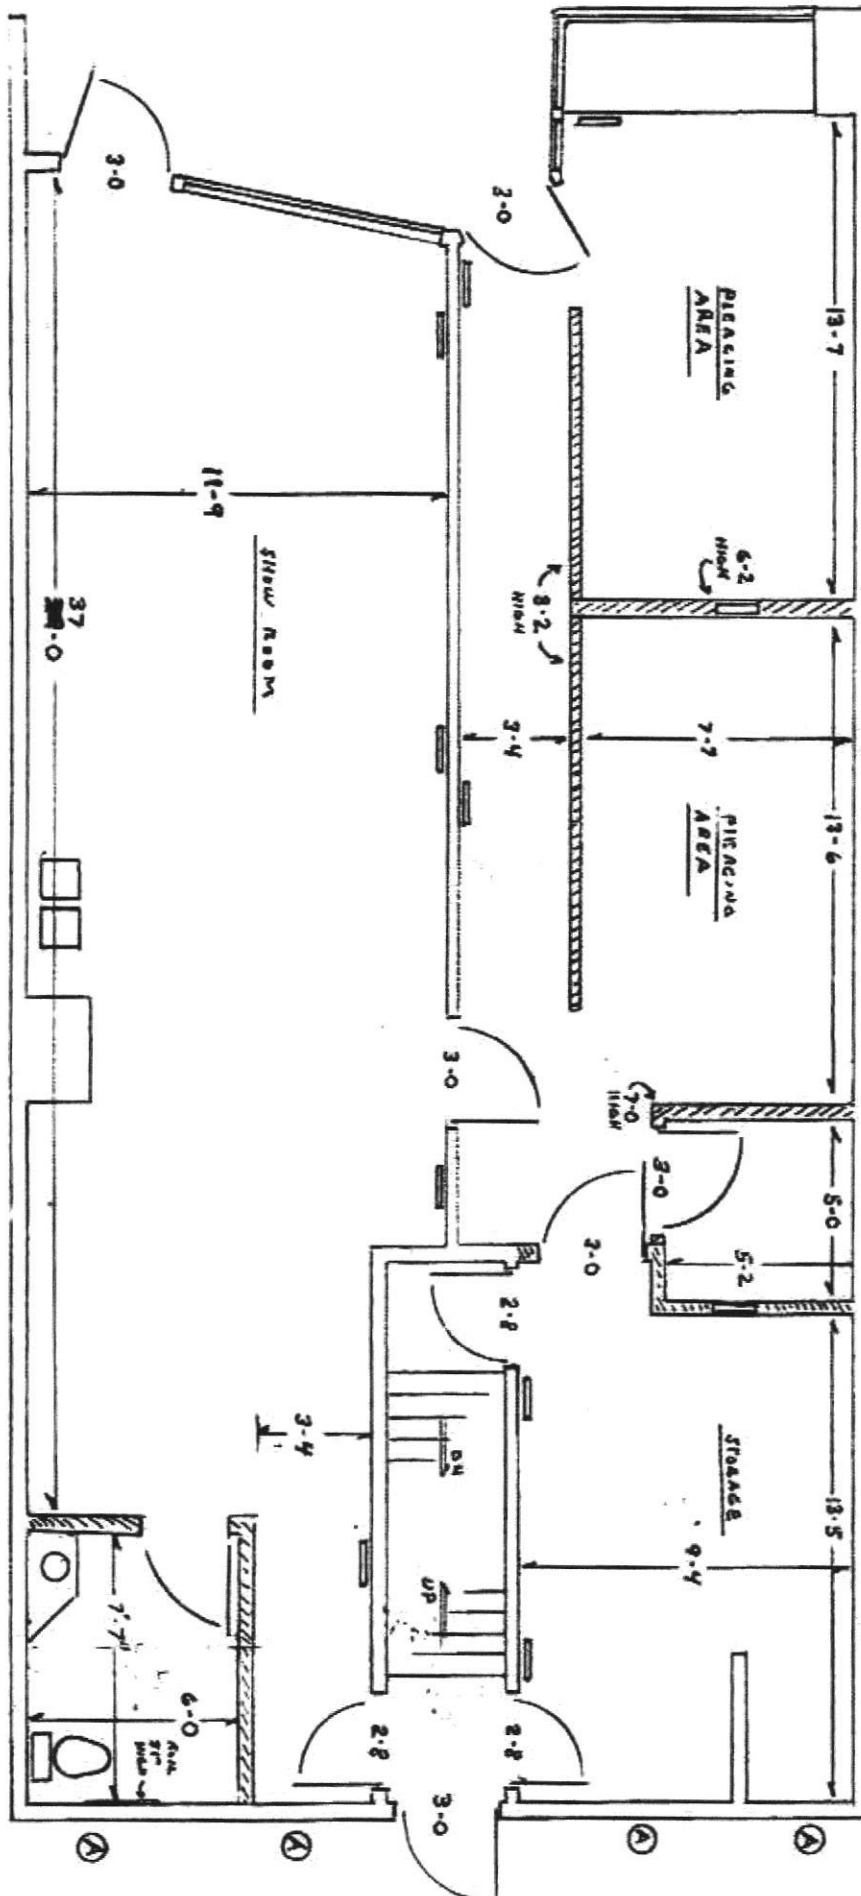 3-0
3-0
PIERCING
AREA
13-7
11-9
SHOW ROOM
37
-0
6-2
HIGH
8-2
HIGH
3-4
7-7
PIERCING
AREA
13-6
3-0
7-0
HIGH
3-0
5-0
5-2
3-0
2-8
DN
3-4
STORAGE
13-5
9-4
UP
7'-7"
6-0
2-8
2-8
3-0
A
A
A
A